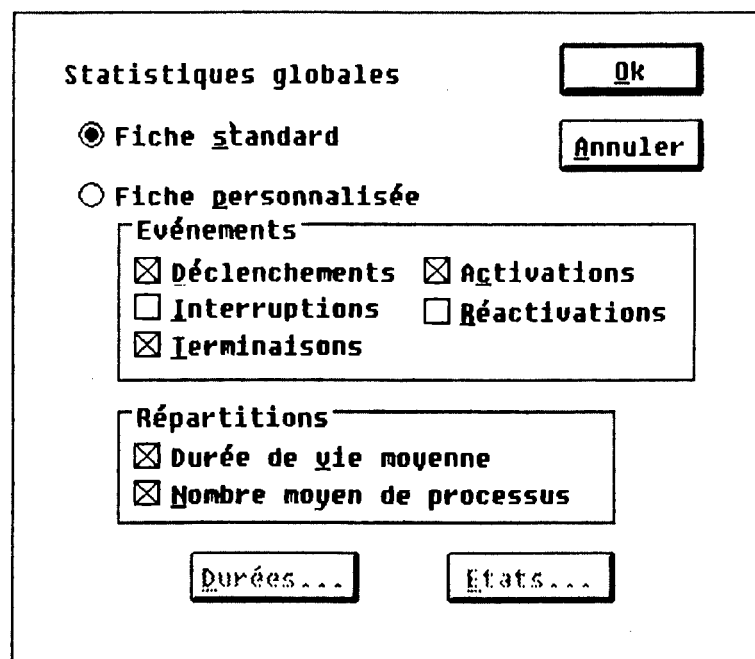 Statistiques globales
Ok
Fiche standard
Annuler
Fiche personnalisée
Evénements
Déclenchements
Activations
Interruptions
Réactivations
Terminaisons
Répartitions
Durée de vie moyenne
Nombre moyen de processus
Durées...
Etats...